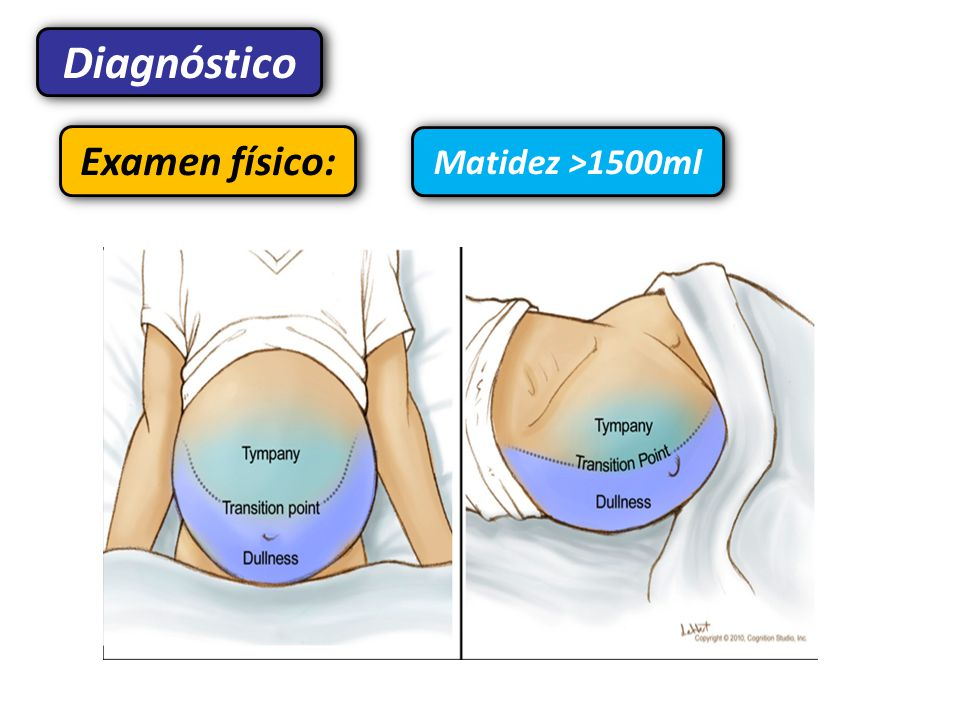 Diagnóstico
Examen físico:
Matidez >1500ml
Tympany
Transition point
Dullness
Tympany
Transition Point
Dullness
Copyright © 2010, Cognition Studio, Inc.